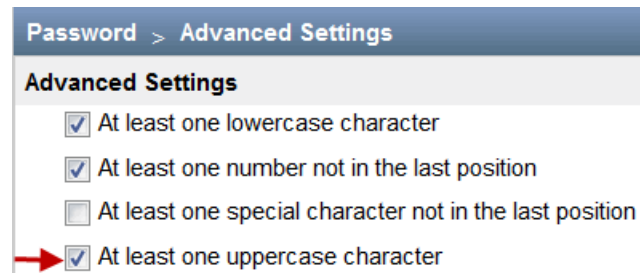 Password > Advanced Settings
Advanced Settings
At least one lowercase character
At least one number not in the last position
At least one special character not in the last position
At least one uppercase character